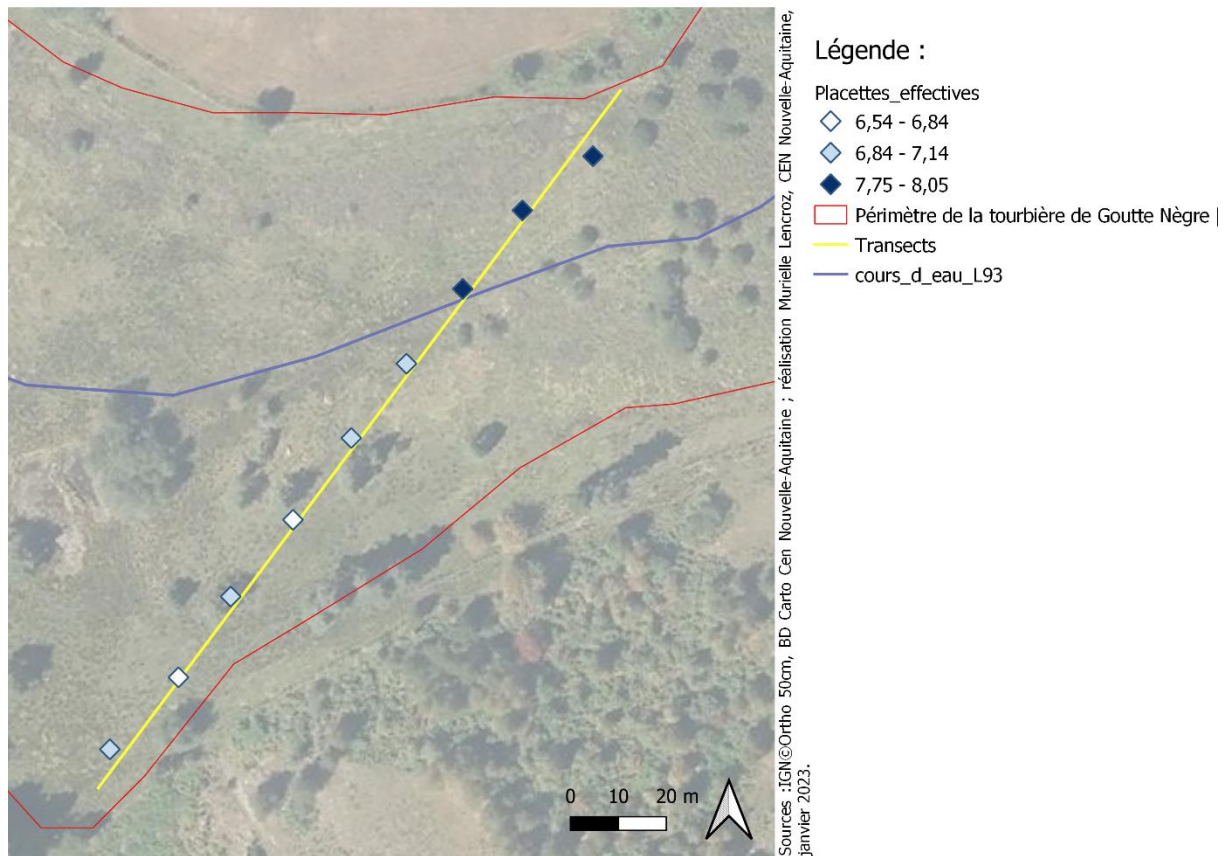 Légende :
Placettes_effectives
6,54 - 6,84
6,84 - 7,14
7,75 - 8,05
Périmètre de la tourbière de Goutte Nègre |
Transects
cours_d_eau_L93
0 10 20 m
Sources :IGN©Ortho 50cm, BD Carto Cen Nouvelle-Aquitaine ; réalisation Murielle Lencroz, CEN Nouvelle-Aquitaine,
janvier 2023.